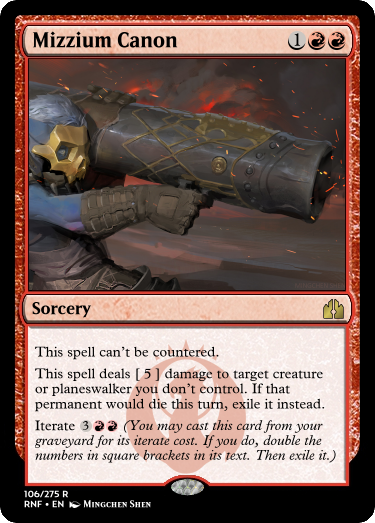 Mizzium Canon 1
Sorcery
This spell can't be countered.
This spell deals [ 5 ] damage to target creature
or planeswalker you don't control. If that
permanent would die this turn, exile it instead.
Iterate 3 (You may cast this card from your
graveyard for its iterate cost. If you do, double the
numbers in square brackets in its text. Then exile it.)
106/275 R
RNF • EN Mingchen Shen